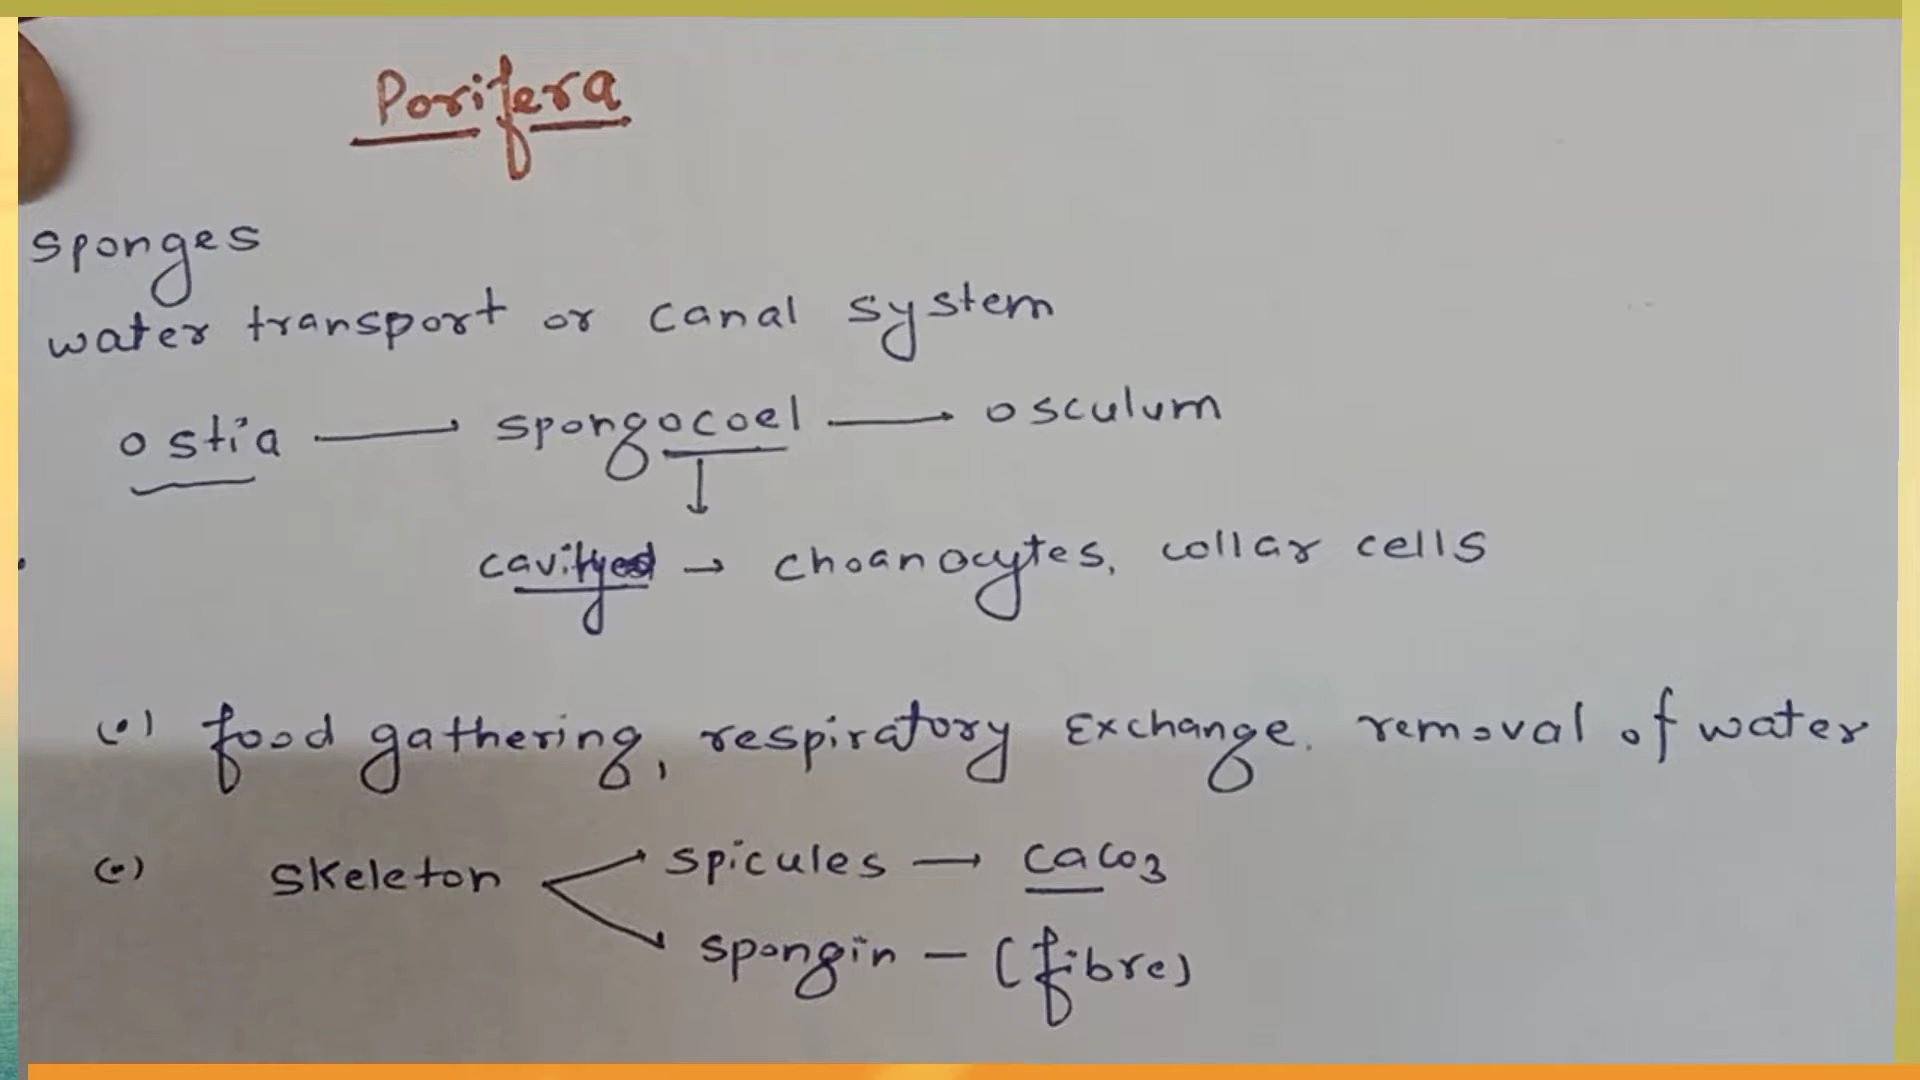 Porifera
sponges
water transport or canal system
ostia → spongocoel → osculum
↓
cavity → choanocytes, collar cells
(•) food gathering, respiratory Exchange. removal of water
(•) skeleton
spicules → caco3
spongin - (fibre)